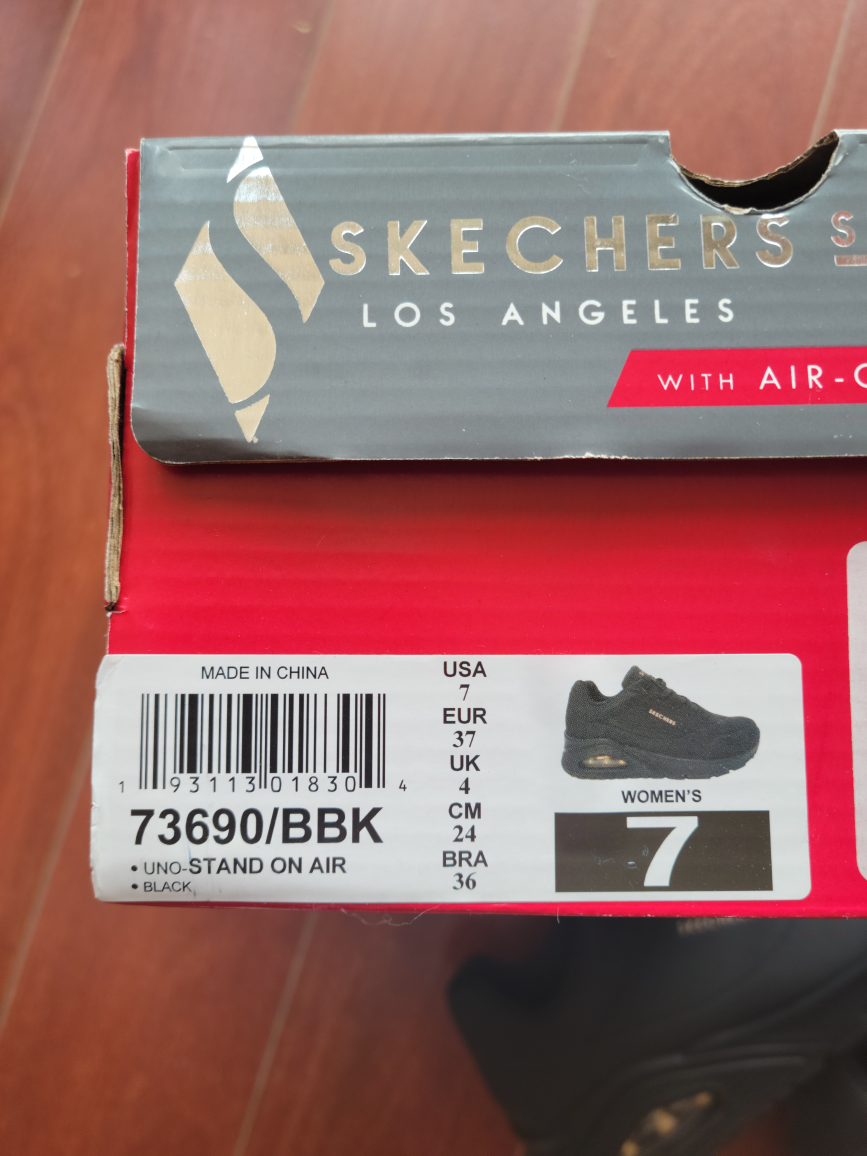 SKECHERS
LOS ANGELES
WITH AIR-
MADE IN CHINA
1 93113 01830 4
73690/BBK
• UNO-STAND ON AIR
• BLACK
USA
7
EUR
37
UK
4
CM
24
BRA
36
SKECHERS
WOMEN'S
7